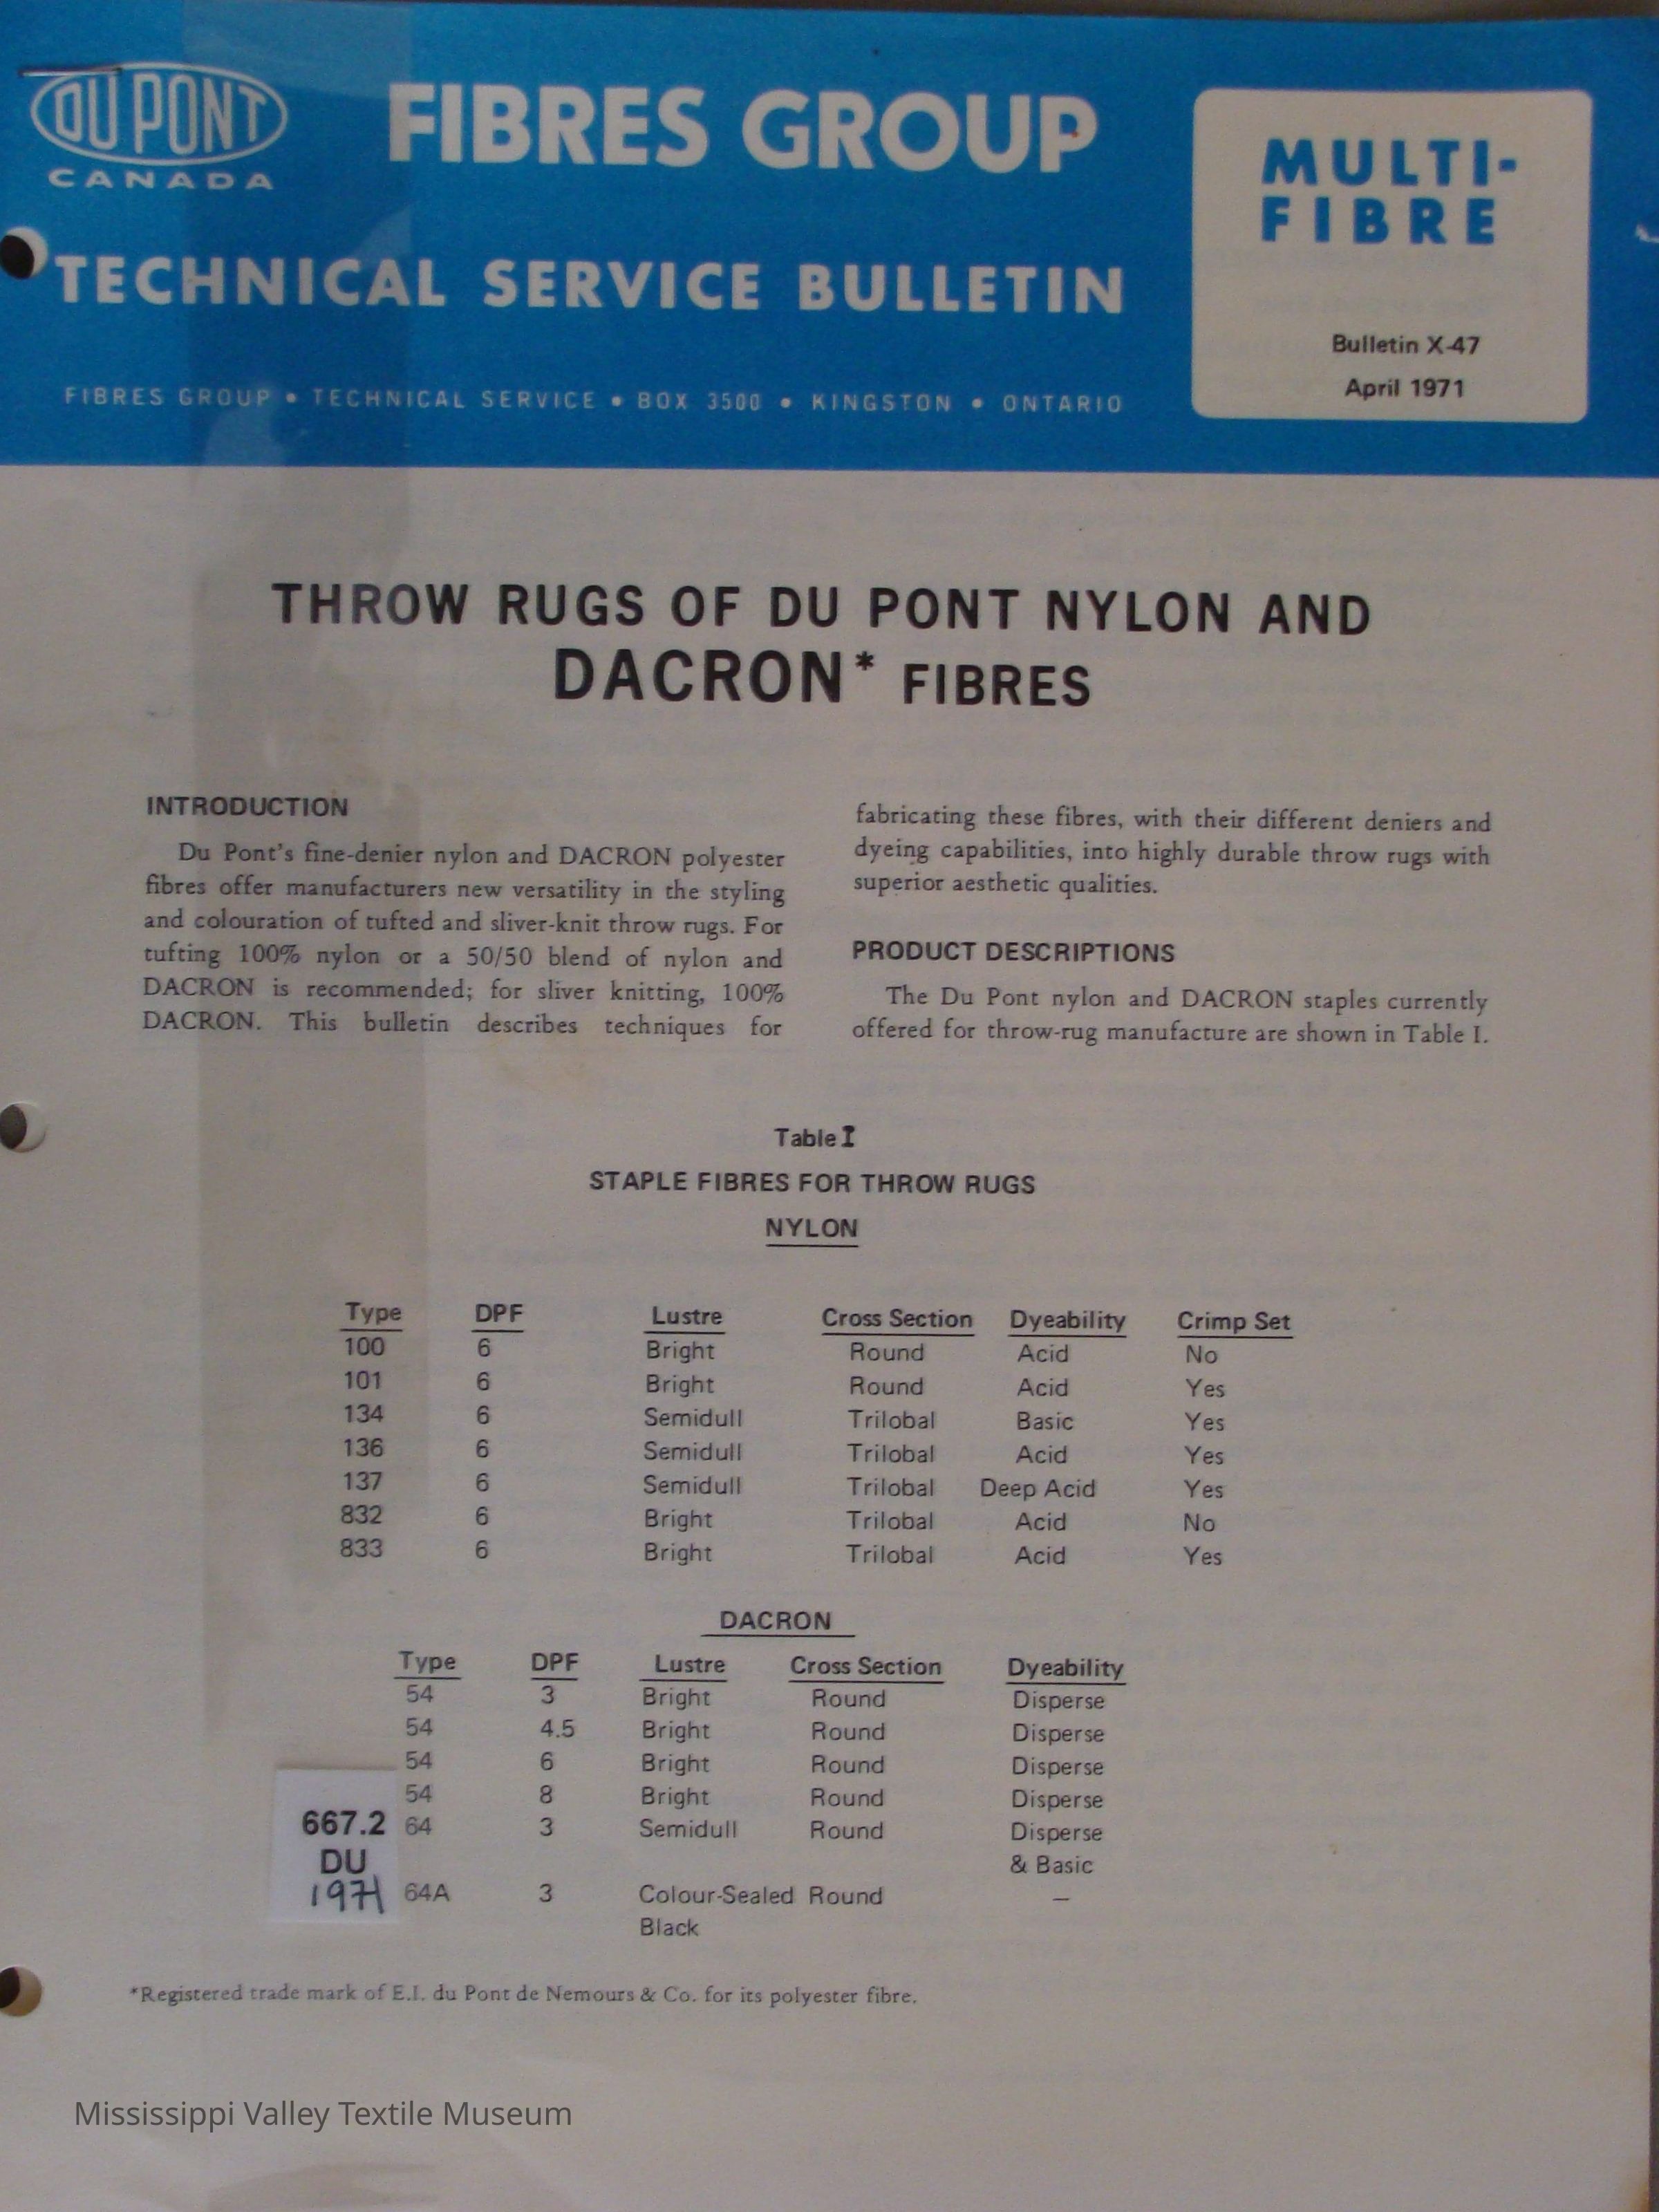 DU PONT
CANADA
FIBRES GROUP
TECHNICAL SERVICE BULLETIN
FIBRES GROUP • TECHNICAL SERVICE • BOX 3500 • KINGSTON • ONTARIO
MULTI-
FIBRE
Bulletin X-47
April 1971
THROW RUGS OF DU PONT NYLON AND
DACRON* FIBRES
INTRODUCTION
Du Pont's fine-denier nylon and DACRON polyester
fibres offer manufacturers new versatility in the styling
and colouration of tufted and sliver-knit throw rugs. For
tufting 100% nylon or a 50/50 blend of nylon and
DACRON is recommended; for sliver knitting, 100%
DACRON. This bulletin describes techniques for
fabricating these fibres, with their different deniers and
dyeing capabilities, into highly durable throw rugs with
superior aesthetic qualities.
PRODUCT DESCRIPTIONS
The Du Pont nylon and DACRON staples currently
offered for throw-rug manufacture are shown in Table I.
Table I
STAPLE FIBRES FOR THROW RUGS
NYLON
Type DPF Lustre Cross Section Dyeability Crimp Set
100 6 Bright Round Acid No
101 6 Bright Round Acid Yes
134 6 Semidull Trilobal Basic Yes
136 6 Semidull Trilobal Acid Yes
137 6 Semidull Trilobal Deep Acid Yes
832 6 Bright Trilobal Acid No
833 6 Bright Trilobal Acid Yes
DACRON
Type DPF Lustre Cross Section Dyeability
54 3 Bright Round Disperse
54 4.5 Bright Round Disperse
54 6 Bright Round Disperse
54 8 Bright Round Disperse
64 3 Semidull Round Disperse
& Basic
64A 3 Colour-Sealed Round –
Black
667.2
DU
1971
*Registered trade mark of E.I. du Pont de Nemours & Co. for its polyester fibre.
Mississippi Valley Textile Museum